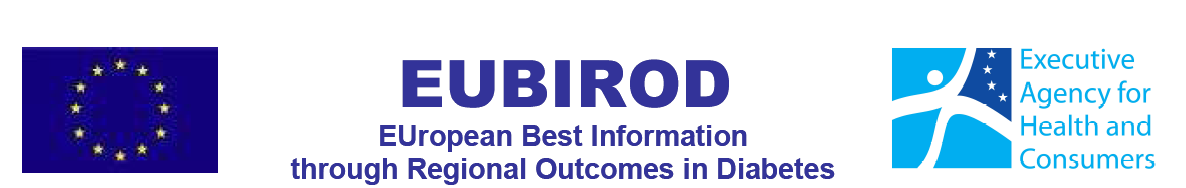 EUBIROD
EUropean Best Information
through Regional Outcomes in Diabetes
Executive
Agency for
Health and
Consumers